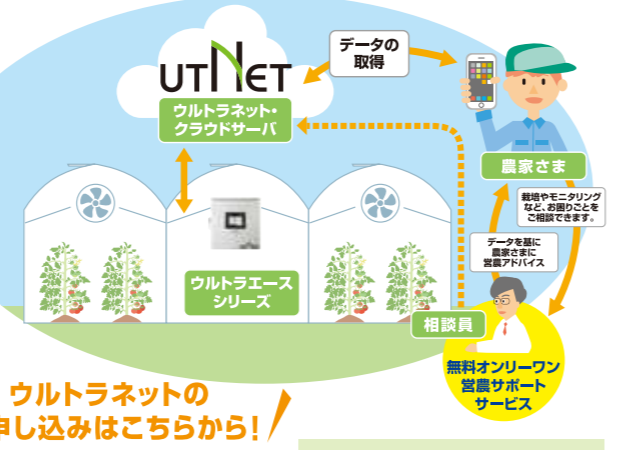 UTNET
ウルトラネット・
クラウドサーバ
データの
取得
農家さま
栽培やモニタリング
など、お困りごとを
ご相談できます。
データを基に
農家さまに
営農アドバイス
ウルトラエース
シリーズ
相談員
無料オンリーワン
営農サポート
サービス
ウルトラネットの
申し込みはこちらから!